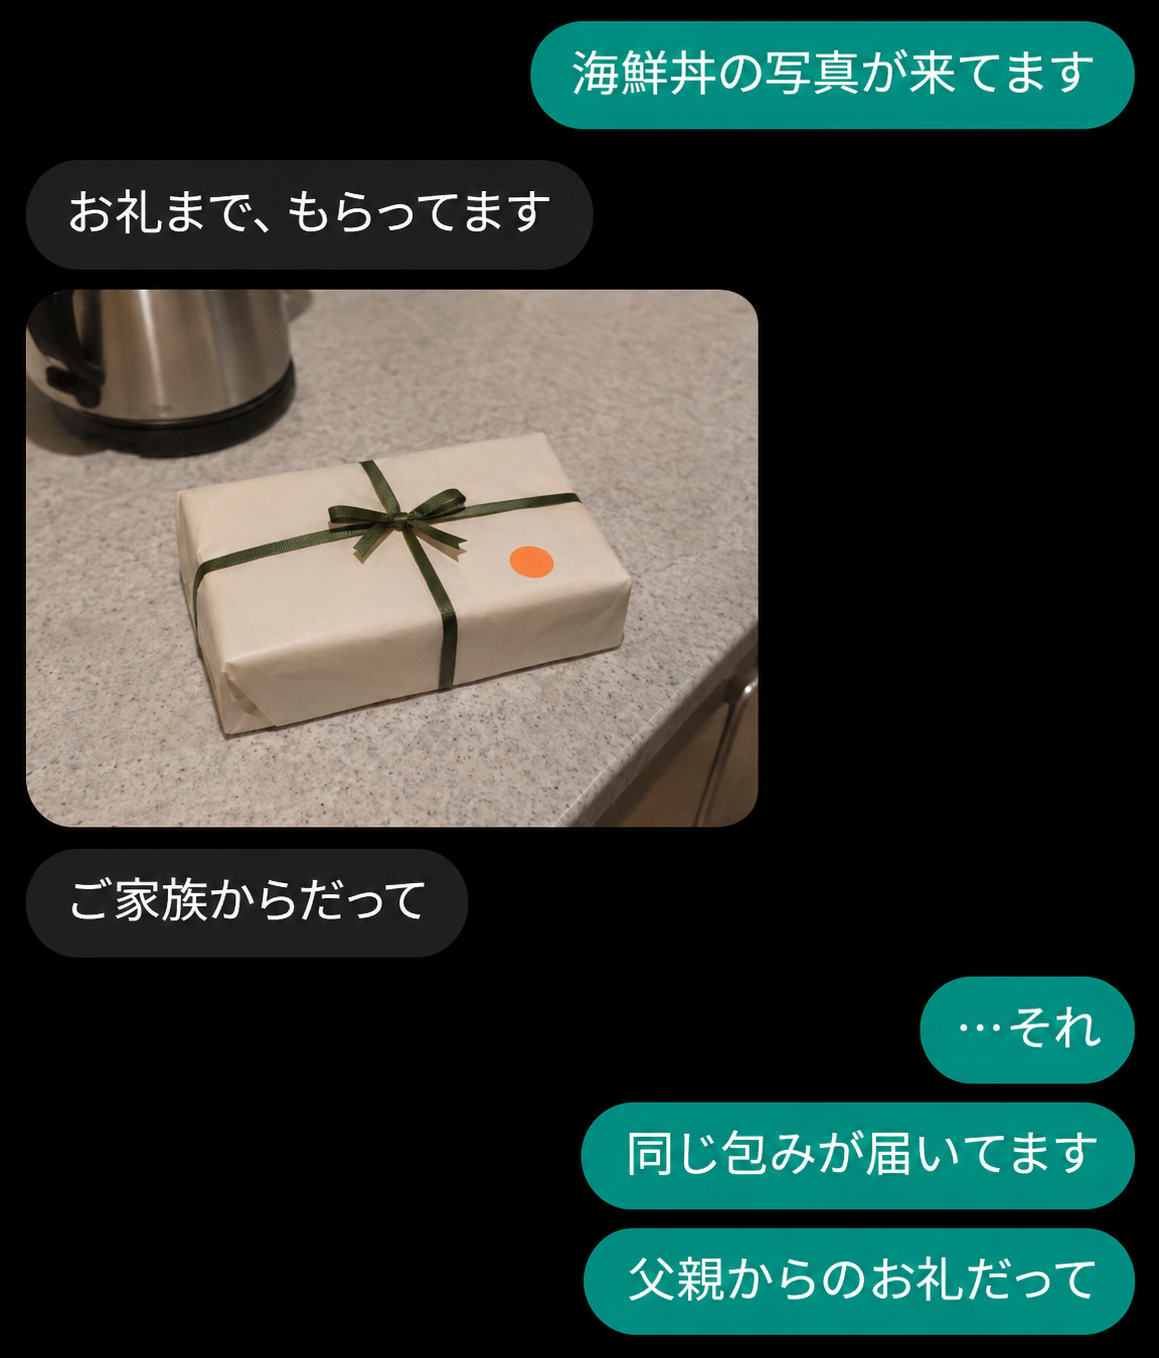 海鮮丼の写真が来てます
お礼まで、もらってます
ご家族からだって
…それ
同じ包みが届いてます
父親からのお礼だって